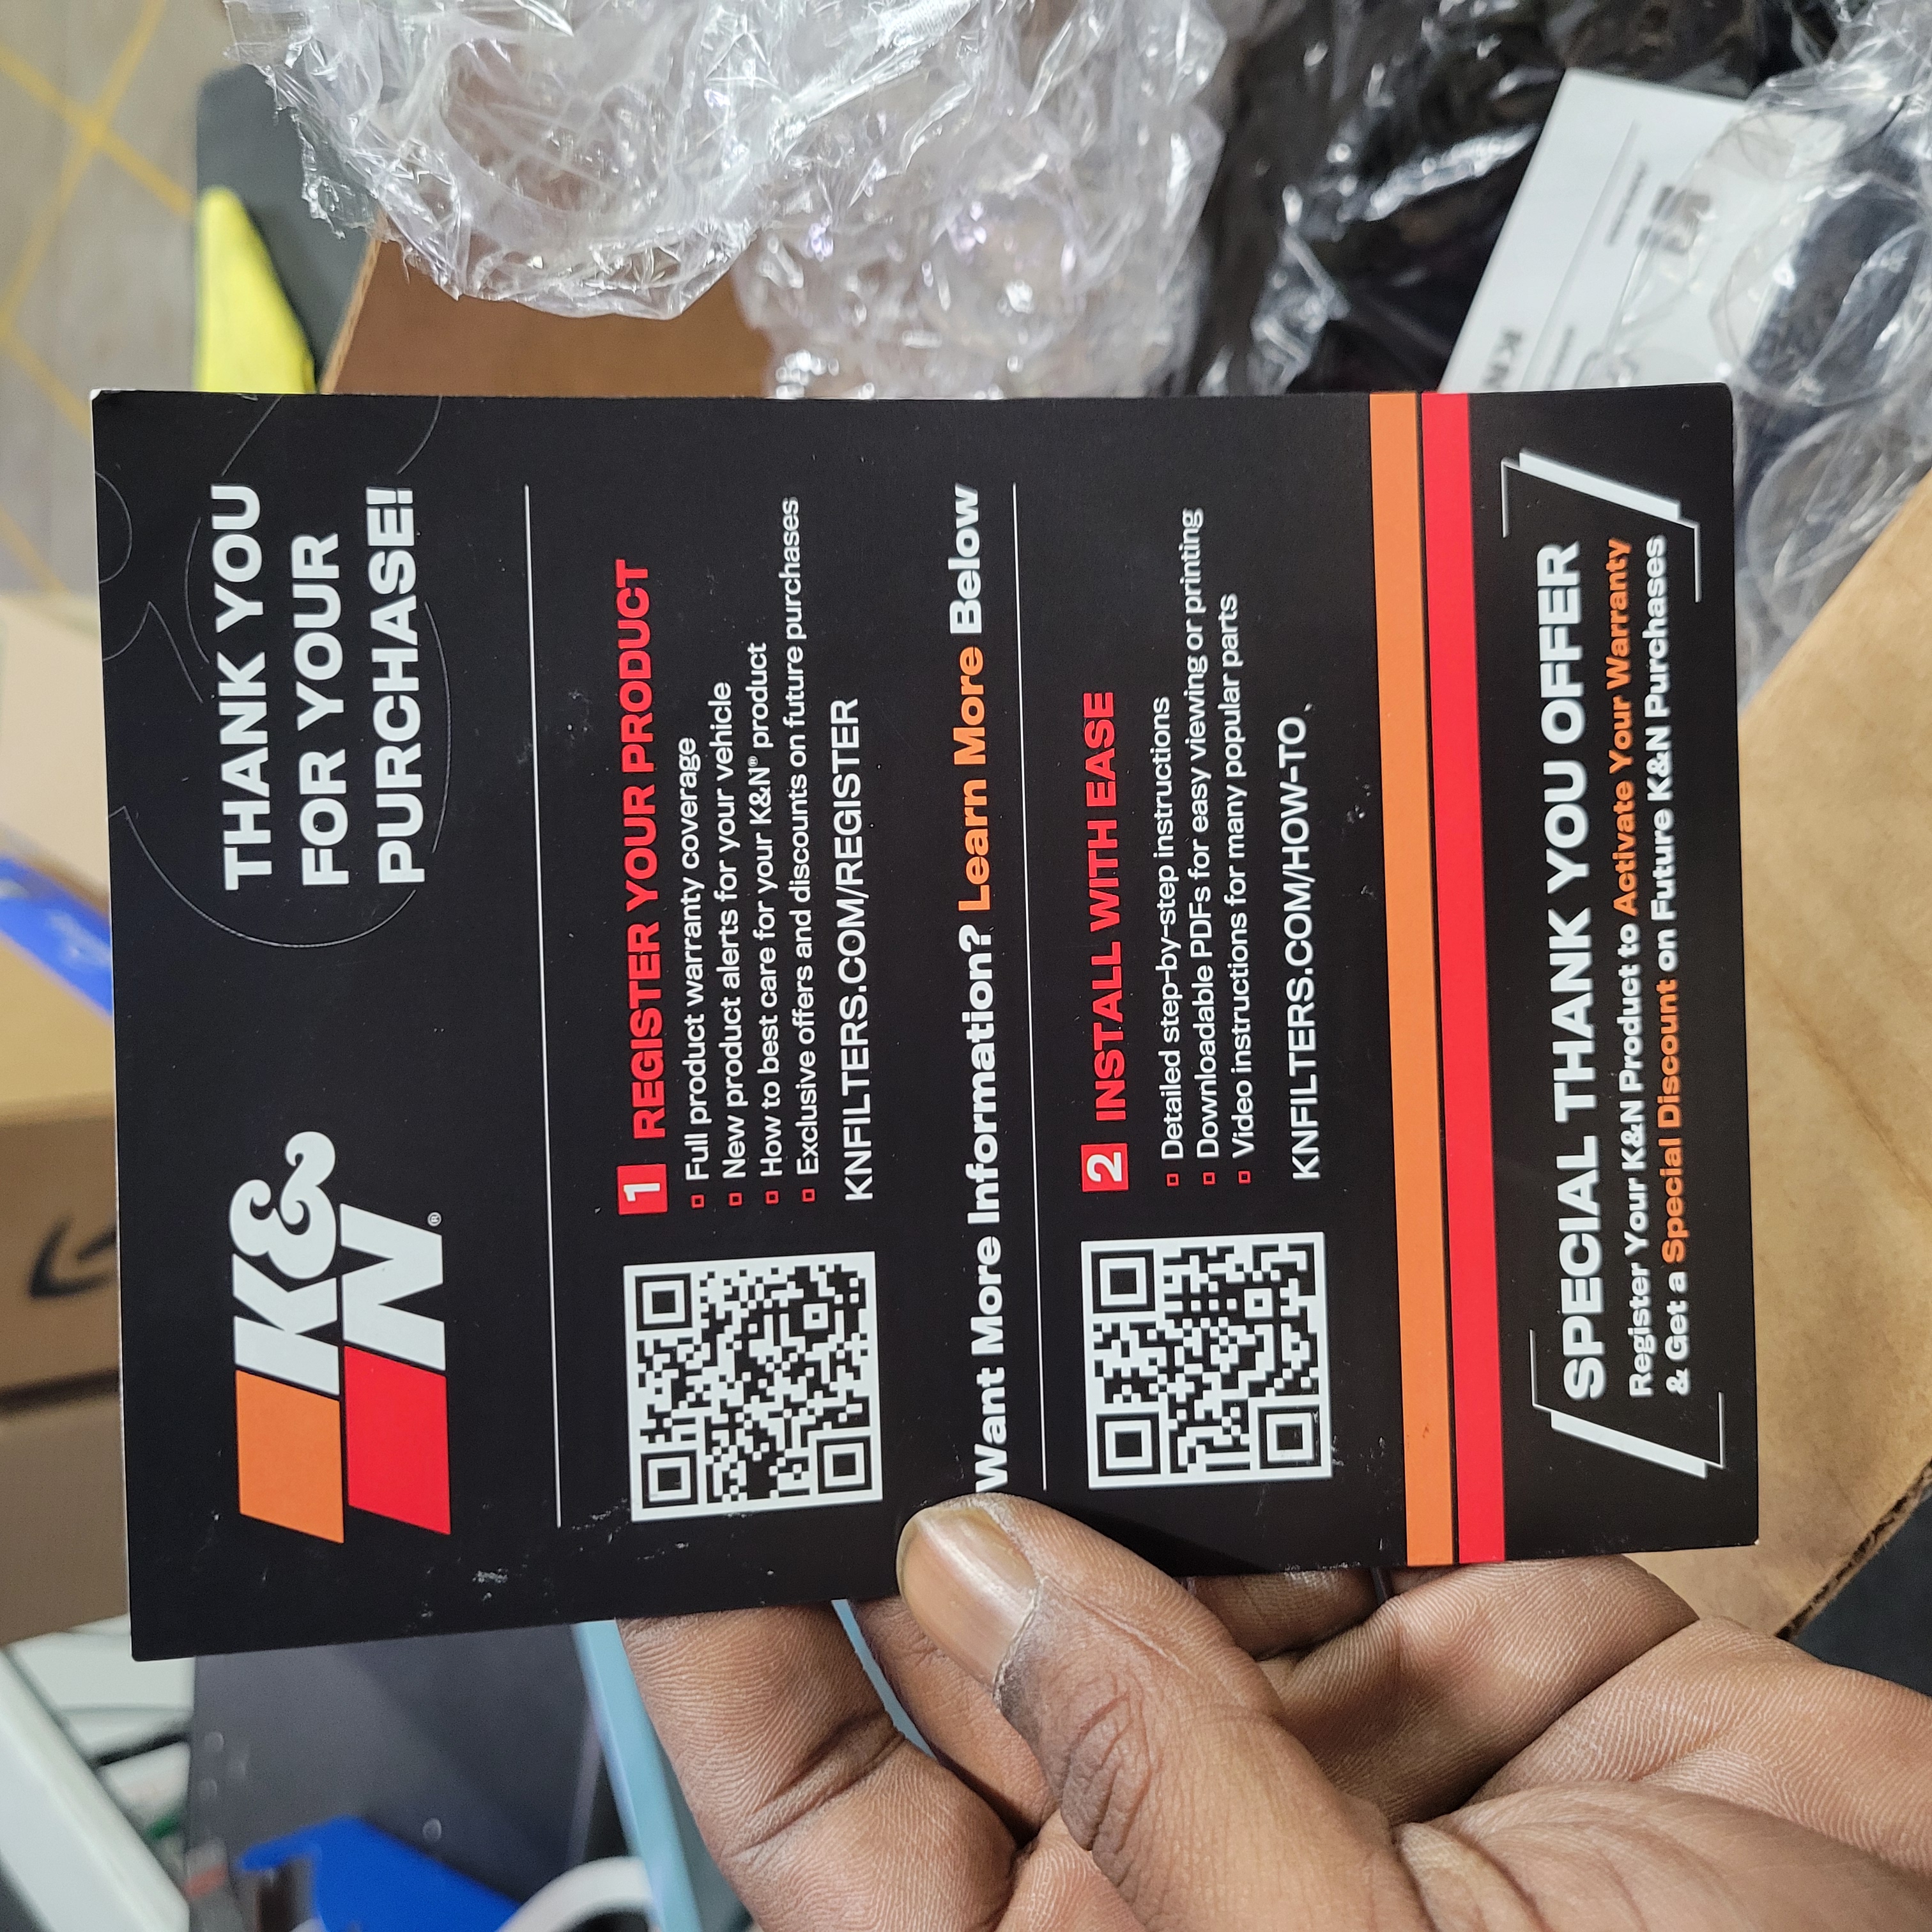 K&
N®
THANK YOU
FOR YOUR
PURCHASE!
1 REGISTER YOUR PRODUCT
Full product warranty coverage
New product alerts for your vehicle
How to best care for your K&N® product
Exclusive offers and discounts on future purchases
KNFILTERS.COM/REGISTER
Want More Information? Learn More Below
2 INSTALL WITH EASE
Detailed step-by-step instructions
Downloadable PDFs for easy viewing or printing
Video instructions for many popular parts
KNFILTERS.COM/HOW-TO
SPECIAL THANK YOU OFFER
Register Your K&N Product to Activate Your Warranty
& Get a Special Discount on Future K&N Purchases